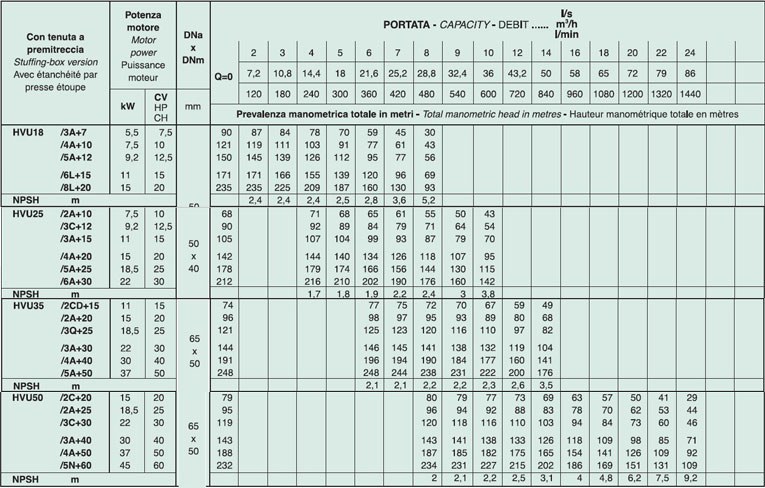 Con tenuta a premitreccia Stuffing-box version Avec étanchéité par presse étoupe
Potenza motore Motor power Puissance moteur
DNa x DNm
PORTATA - CAPACITY - DEBIT ...... l/s m³/h l/min
2 3 4 5 6 7 8 9 10 12 14 16 18 20 22 24
Q=0 7,2 10,8 14,4 18 21,6 25,2 28,8 32,4 36 43,2 50 58 65 72 79 86
kW CV HP CH mm 120 180 240 300 360 420 480 540 600 720 840 960 1080 1200 1320 1440
Prevalenza manometrica totale in metri - Total manometric head in metres - Hauteur manométrique totale en mètres
HVU18 /3A+7 5,5 7,5 90 87 84 78 70 59 45 30
/4A+10 7,5 10 121 119 111 103 91 77 61 43
/5A+12 9,2 12,5 150 145 139 126 112 95 77 56
/6L+15 11 15 171 171 166 155 139 120 96 69
/8L+20 15 20 235 235 225 209 187 160 130 93
NPSH m 2,4 2,4 2,4 2,5 2,8 3,6 5,2
HVU25 /2A+10 7,5 10 68 71 68 65 61 55 50 43
/3C+12 9,2 12,5 90 92 89 84 79 71 64 54
/3A+15 11 15 50 x 40 105 107 104 99 93 87 79 70
/4A+20 15 20 142 144 140 134 126 118 107 95
/5A+25 18,5 25 178 179 174 166 156 144 130 115
/6A+30 22 30 212 216 210 202 190 176 160 142
NPSH m 1,7 1,8 1,9 2,2 2,4 3 3,8
HVU35 /2CD+15 11 15 74 77 75 72 70 67 59 49
/2A+20 15 20 96 98 97 95 93 89 80 68
/3Q+25 18,5 25 65 x 50 121 125 123 120 116 110 97 82
/3A+30 22 30 144 146 145 141 138 132 119 104
/4A+40 30 40 191 196 194 190 184 177 160 141
/5A+50 37 50 248 248 244 238 231 222 200 176
NPSH m 2,1 2,1 2,2 2,2 2,3 2,6 3,5
HVU50 /2C+20 15 20 79 80 79 77 73 69 63 57 50 41 29
/2A+25 18,5 25 95 96 94 92 88 83 78 70 62 53 44
/3C+30 22 30 65 x 50 119 120 118 116 110 103 94 84 73 60 46
/3A+40 30 40 143 143 141 138 133 126 118 109 98 85 71
/4A+50 37 50 188 187 185 182 175 165 154 141 126 109 92
/5N+60 45 60 232 234 231 227 215 202 186 169 151 131 109
NPSH m 2 2,1 2,2 2,5 3,1 4 4,8 6,2 7,5 9,2